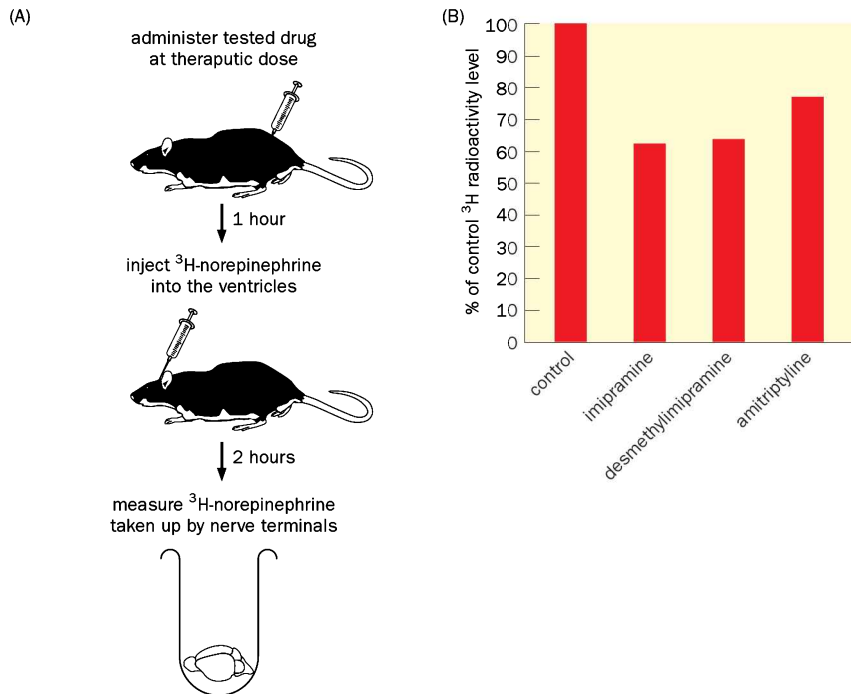 (A)
administer tested drug
at theraputic dose
1 hour
inject ³H-norepinephrine
into the ventricles
2 hours
measure ³H-norepinephrine
taken up by nerve terminals
(B)
% of control ³H radioactivity level
100
90
80
70
60
50
40
30
20
10
0
control
imipramine
desmethylimipramine
amitriptyline